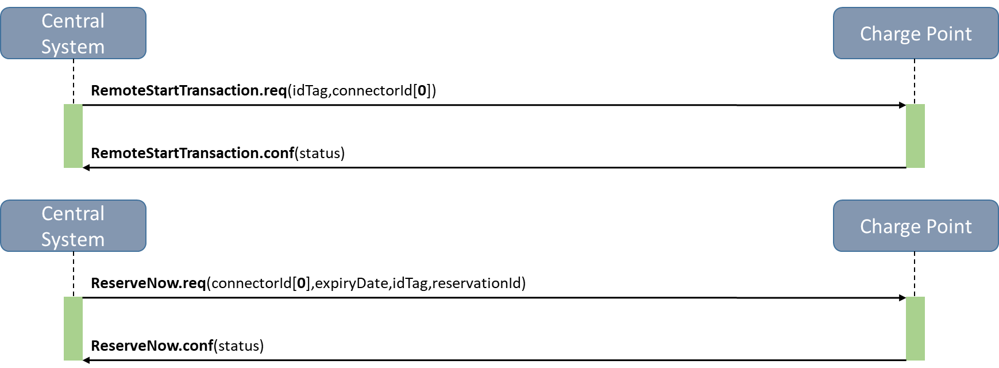 Central
System
Charge Point
RemoteStartTransaction.req(idTag,connectorId[0])
RemoteStartTransaction.conf(status)
Central
System
Charge Point
ReserveNow.req(connectorId[0],expiryDate,idTag,reservationId)
ReserveNow.conf(status)